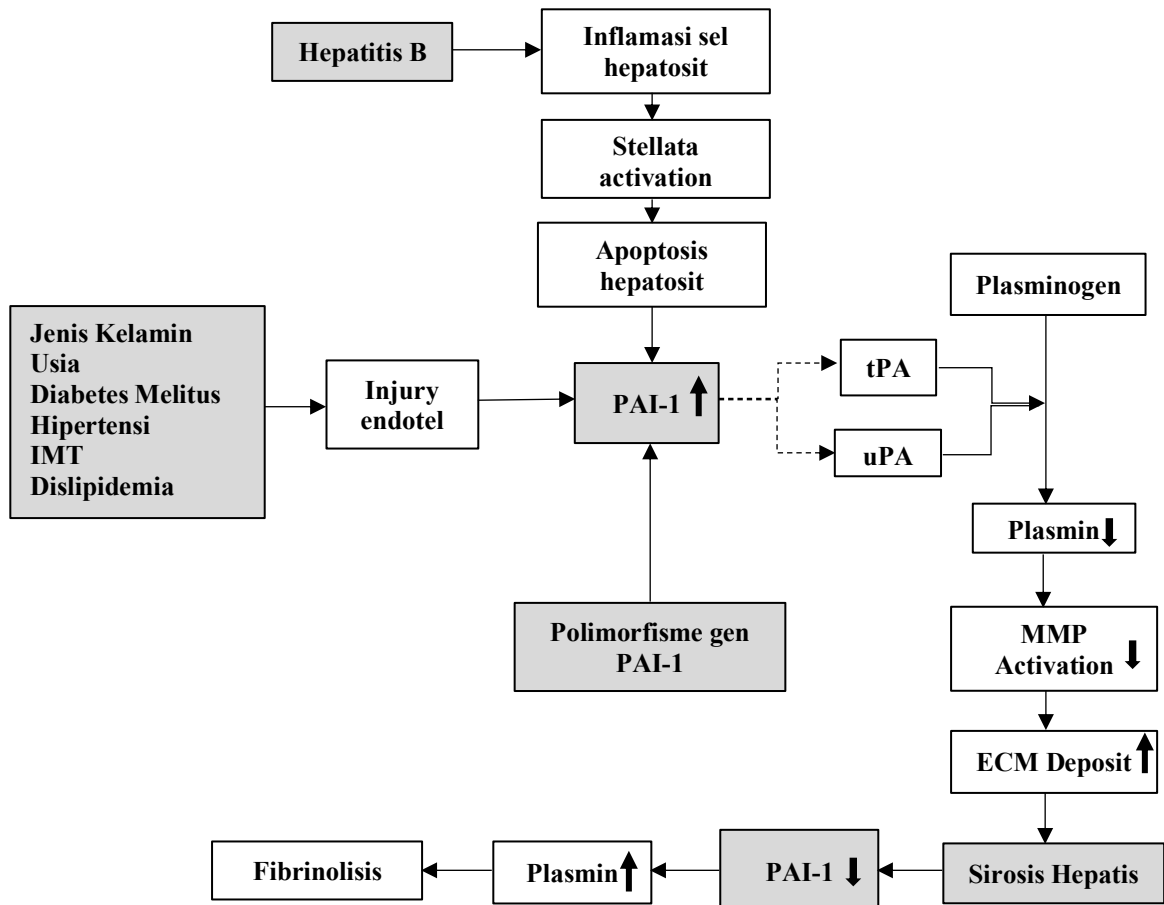 Hepatitis B
Inflamasi sel
hepatosit
Stellata
activation
Apoptosis
hepatosit
Plasminogen
Jenis Kelamin
Usia
Diabetes Melitus
Hipertensi
IMT
Dislipidemia
Injury
endotel
PAI-1
tPA
uPA
Plasmin
Polimorfisme gen
PAI-1
MMP
Activation
ECM Deposit
Fibrinolisis
Plasmin
PAI-1
Sirosis Hepatis